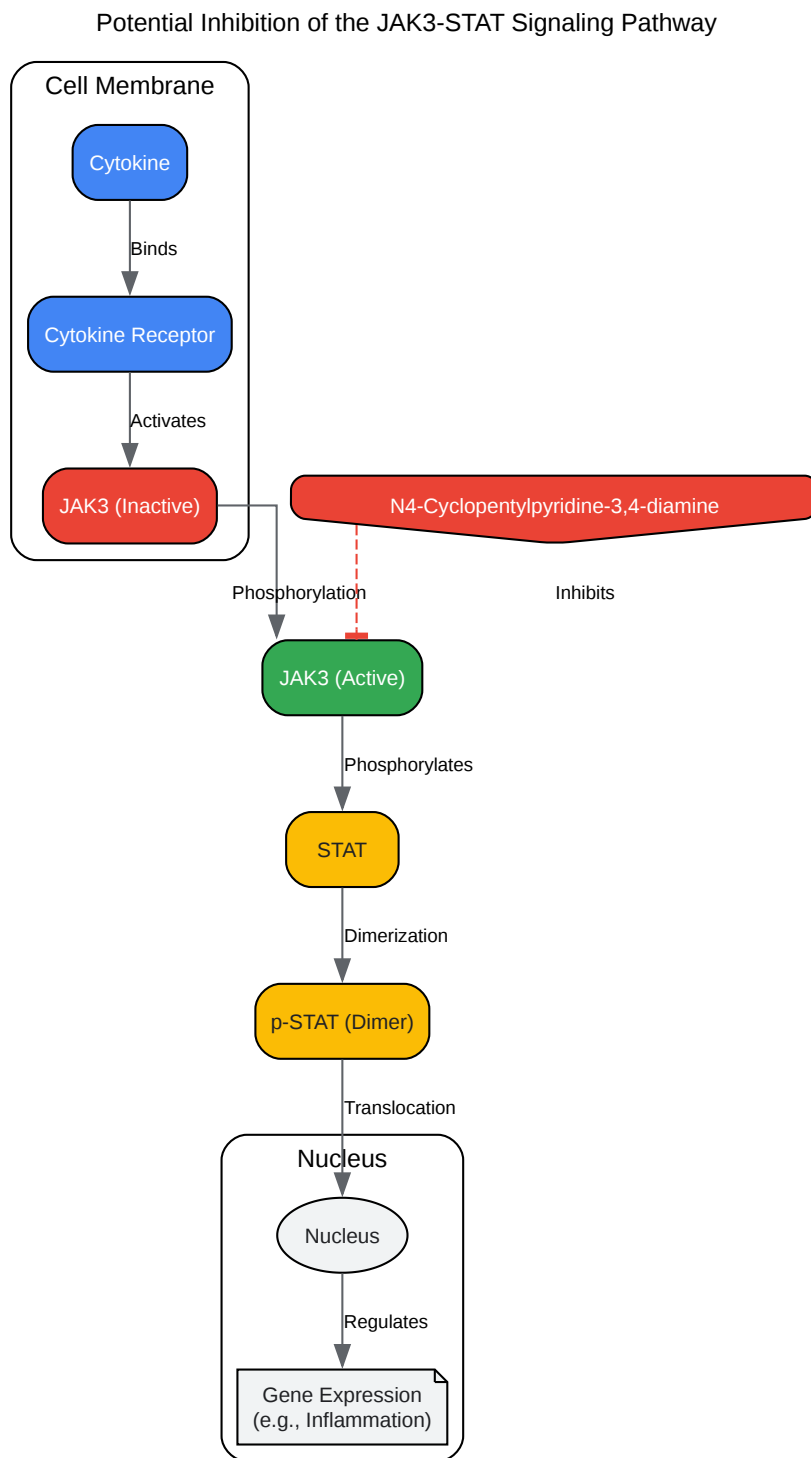 Potential Inhibition of the JAK3-STAT Signaling Pathway
Cell Membrane
Cytokine
Binds
Cytokine Receptor
Activates
JAK3 (Inactive)
N4-Cyclopentylpyridine-3,4-diamine
Phosphorylation
Inhibits
JAK3 (Active)
Phosphorylates
STAT
Dimerization
p-STAT (Dimer)
Translocation
Nucleus
Nucleus
Regulates
Gene Expression
(e.g., Inflammation)